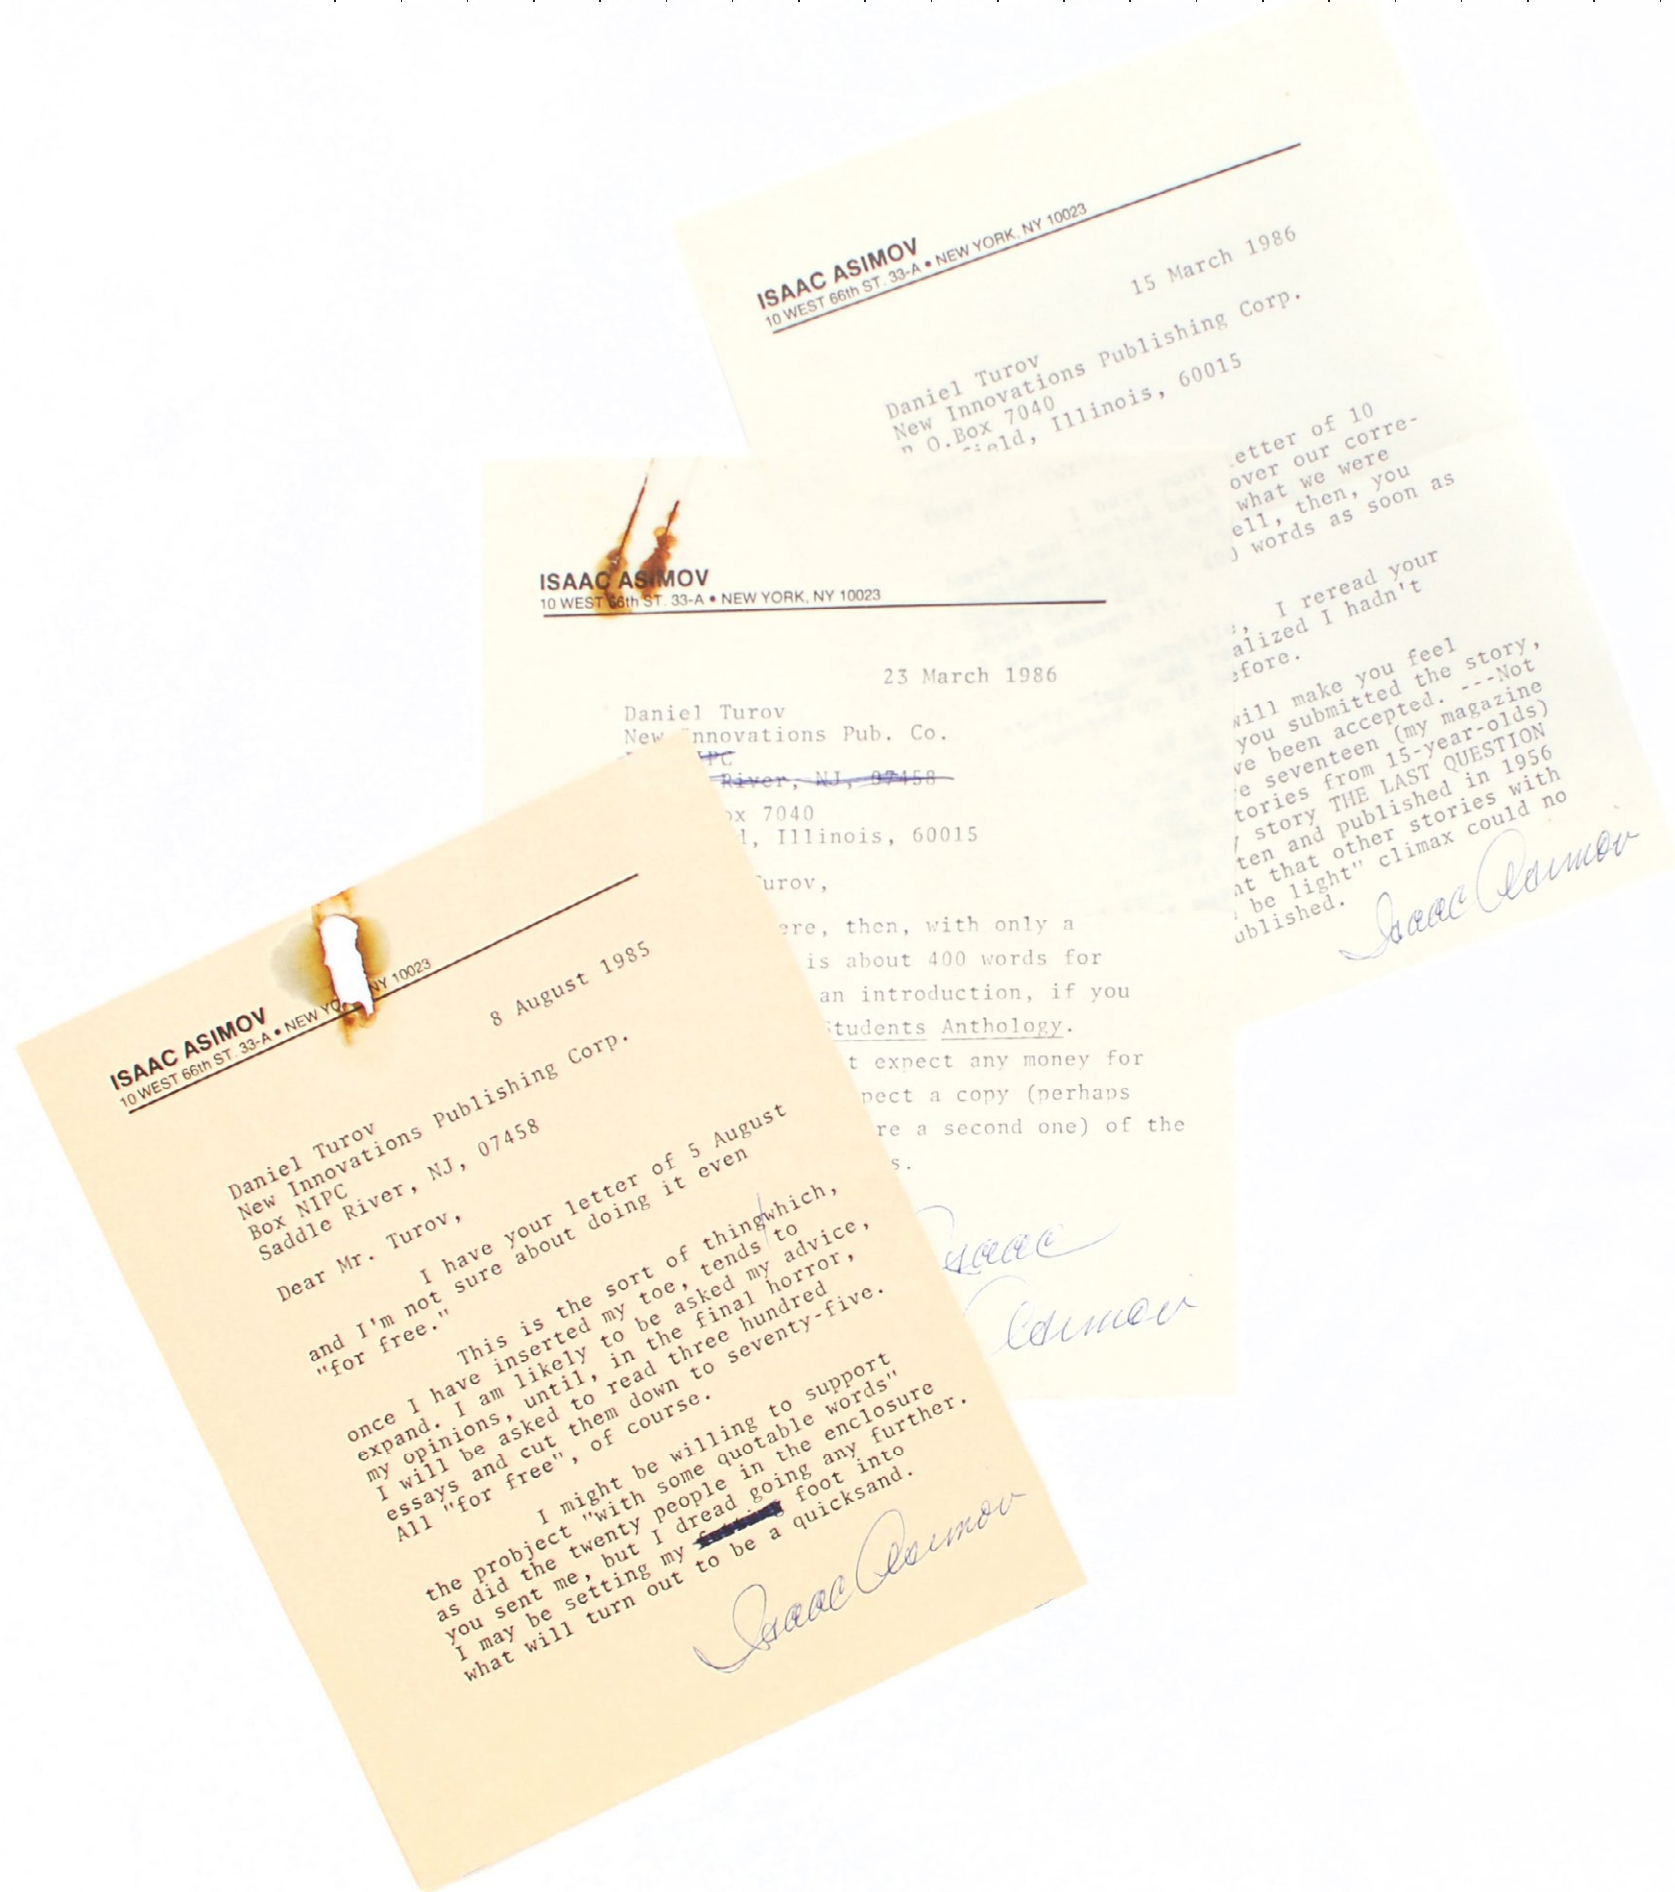 ISAAC ASIMOV
10 WEST 66th ST. 33-A • NEW YORK, NY 10023
15 March 1986
Daniel Turov
New Innovations Publishing Corp.
O.Box 7040
field, Illinois, 60015
etter of 10
over our corre-
what we were
ell, then, you
words as soon as
, I reread your
alized I hadn't
efore.
will make you feel
you submitted the story,
ve been accepted. ---Not
e seventeen (my magazine
tories from 15-year-olds)
story THE LAST QUESTION
ten and published in 1956
nt that other stories with
be light" climax could no
ublished.
Isaac Asimov
ISAAC ASIMOV
10 WEST 66th ST. 33-A • NEW YORK, NY 10023
23 March 1986
Daniel Turov
New Innovations Pub. Co.
IPC
River, NJ, 07458
ox 7040
, Illinois, 60015
Turov,
ere, then, with only a
is about 400 words for
an introduction, if you
Students Anthology.
t expect any money for
pect a copy (perhaps
re a second one) of the
s.
Isaac
Asimov
ISAAC ASIMOV
10 WEST 66th ST. 33-A • NEW YO NY 10023
8 August 1985
Daniel Turov
New Innovations Publishing Corp.
Box NIPC
Saddle River, NJ, 07458
Dear Mr. Turov,
I have your letter of 5 August
and I'm not sure about doing it even
"for free."
This is the sort of thing which,
once I have inserted my toe, tends to
expand. I am likely to be asked my advice,
my opinions, until, in the final horror,
I will be asked to read three hundred
essays and cut them down to seventy-five.
All "for free", of course.
I might be willing to support
the probject "with some quotable words"
as did the twenty people in the enclosure
you sent me, but I dread going any further.
I may be setting my foot into
what will turn out to be a quicksand.
Isaac Asimov